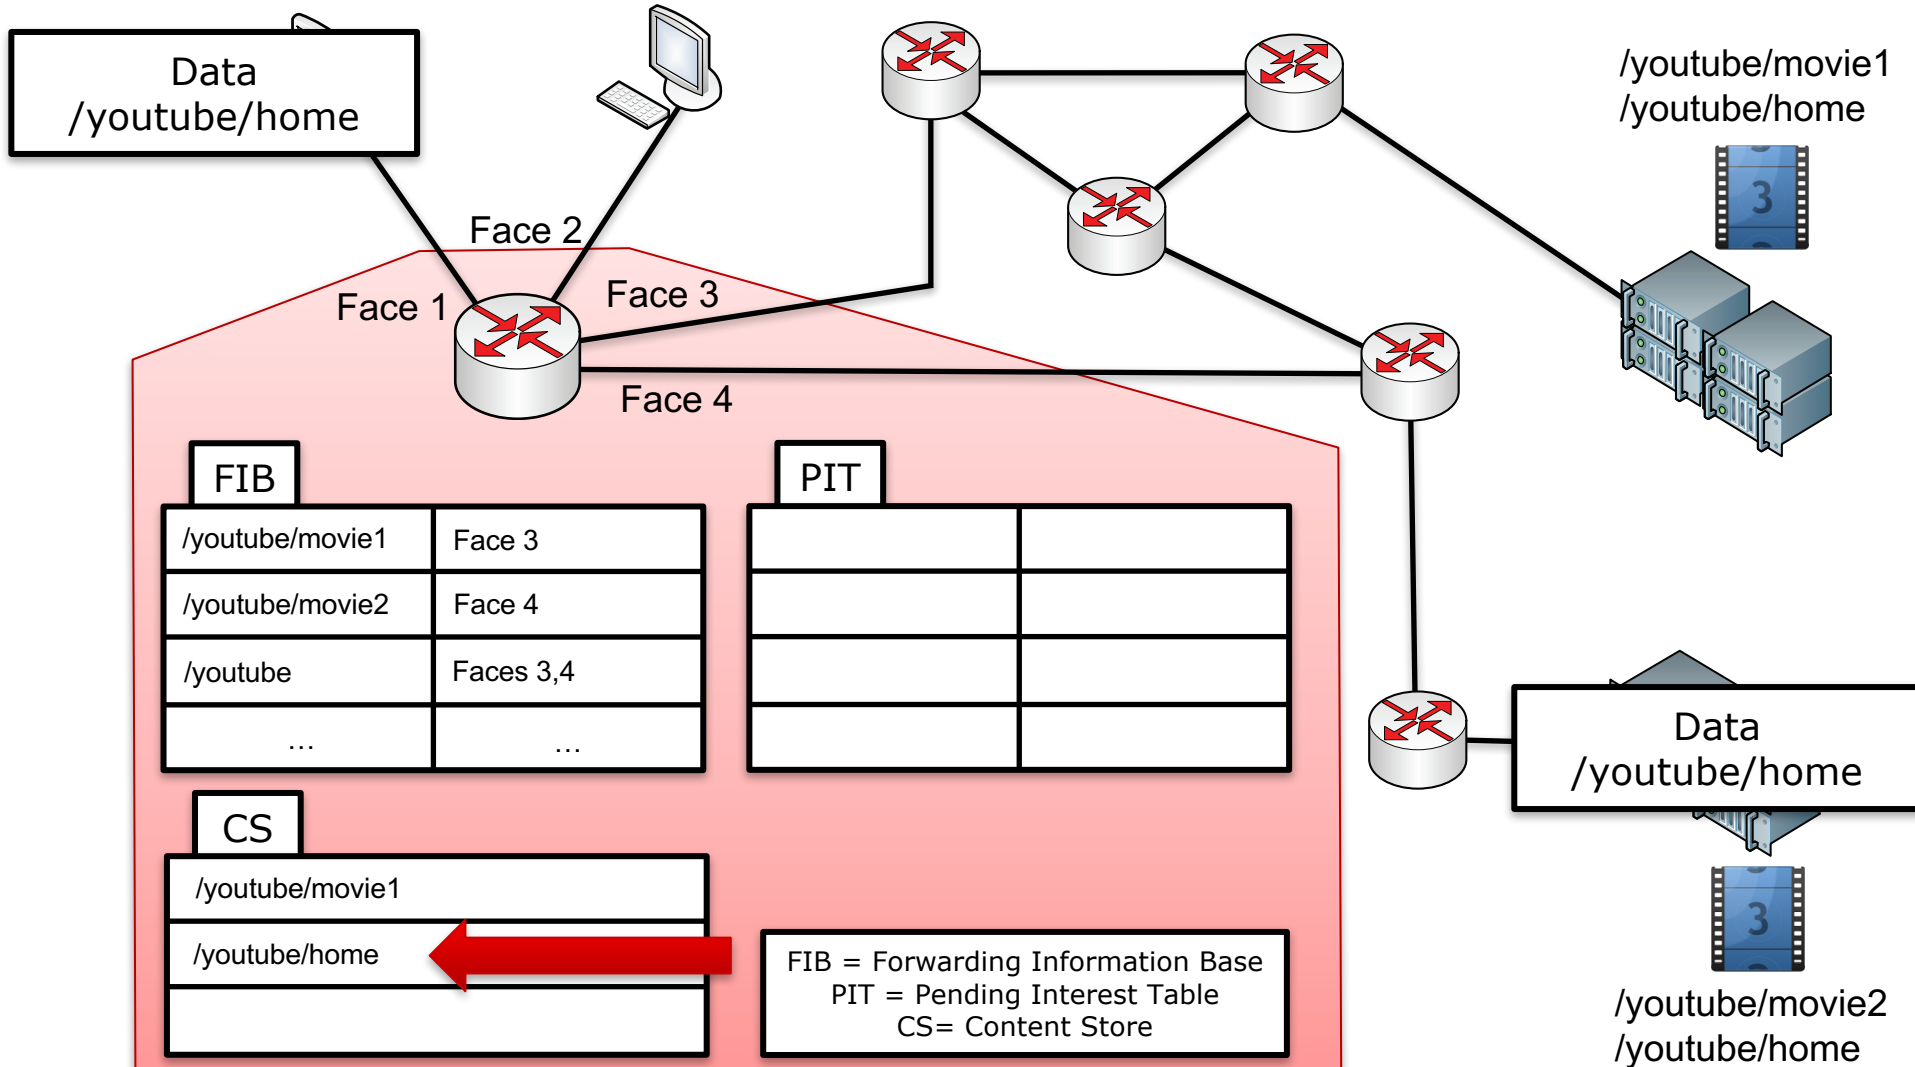 Data
/youtube/home
/youtube/movie1
/youtube/home
3
Face 2
Face 1
Face 3
Face 4
FIB
/youtube/movie1 Face 3
/youtube/movie2 Face 4
/youtube Faces 3,4
... ...
PIT
Data
/youtube/home
CS
/youtube/movie1
/youtube/home
FIB = Forwarding Information Base
PIT = Pending Interest Table
CS= Content Store
3
/youtube/movie2
/youtube/home